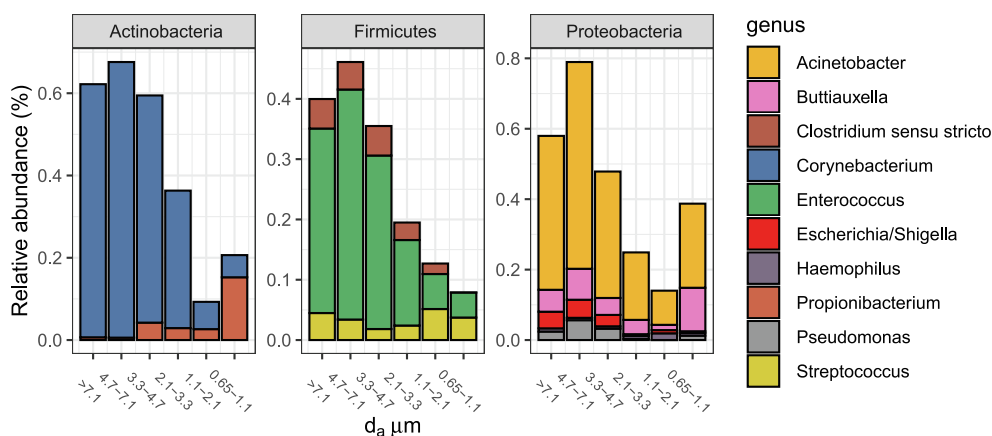 Actinobacteria
Firmicutes
Proteobacteria
Relative abundance (%)
0.6
0.4
0.2
0.0
0.4
0.3
0.2
0.1
0.0
0.8
0.6
0.4
0.2
0.0
>7.1
4.7−7.1
3.3−4.7
2.1−3.3
1.1−2.1
0.65−1.1
>7.1
4.7−7.1
3.3−4.7
2.1−3.3
1.1−2.1
0.65−1.1
>7.1
4.7−7.1
3.3−4.7
2.1−3.3
1.1−2.1
0.65−1.1
dₐ μm
genus
Acinetobacter
Buttiauxella
Clostridium sensu stricto
Corynebacterium
Enterococcus
Escherichia/Shigella
Haemophilus
Propionibacterium
Pseudomonas
Streptococcus